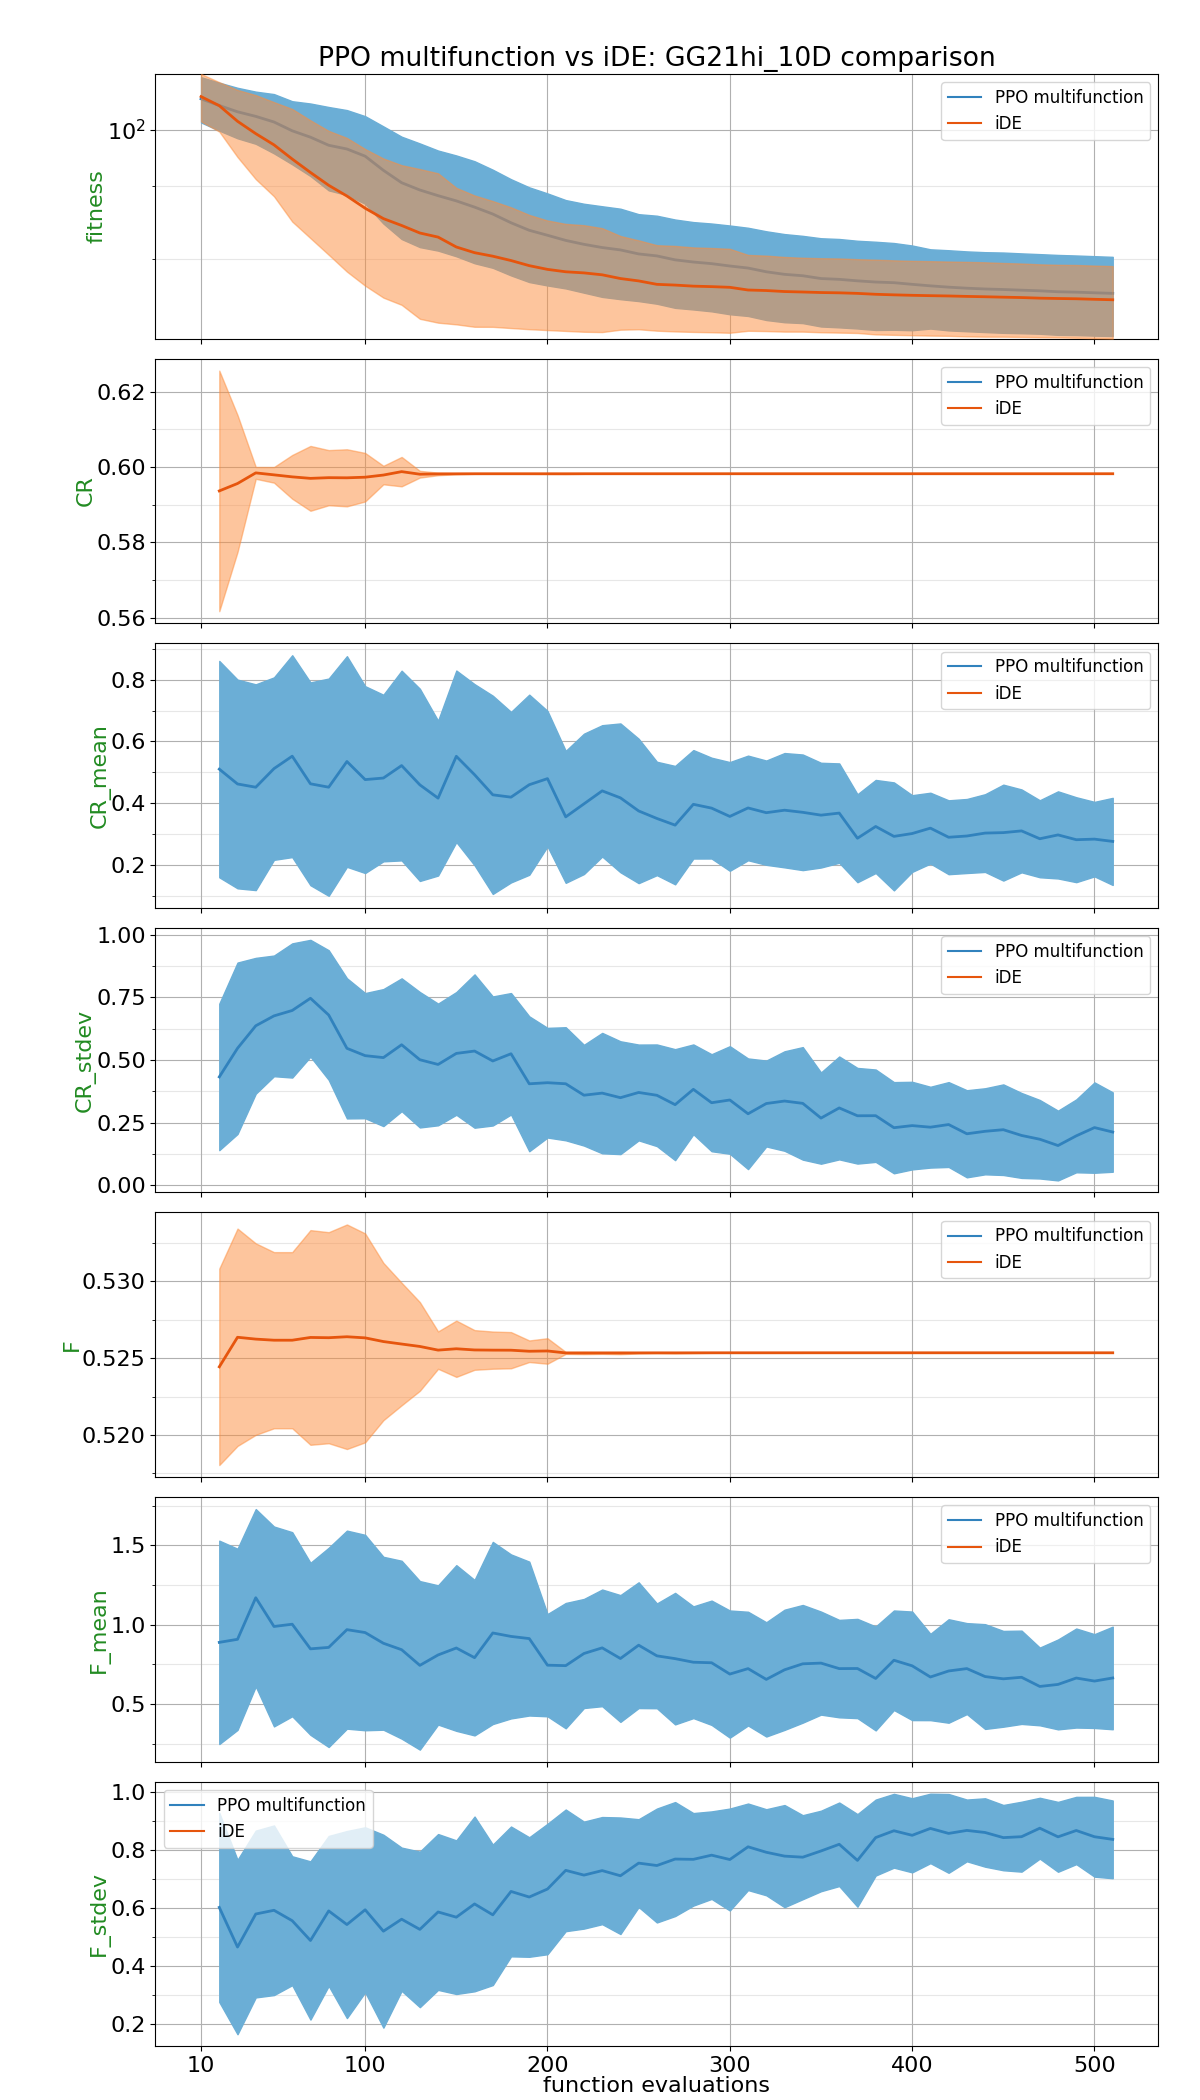 PPO multifunction vs iDE: GG21hi_10D comparison
fitness
10²
PPO multifunction
iDE
CR
0.62
0.60
0.58
0.56
PPO multifunction
iDE
CR_mean
0.8
0.6
0.4
0.2
PPO multifunction
iDE
CR_stdev
1.00
0.75
0.50
0.25
0.00
PPO multifunction
iDE
F
0.530
0.525
0.520
PPO multifunction
iDE
F_mean
1.5
1.0
0.5
PPO multifunction
iDE
F_stdev
1.0
0.8
0.6
0.4
0.2
PPO multifunction
iDE
10 100 200 300 400 500
function evaluations